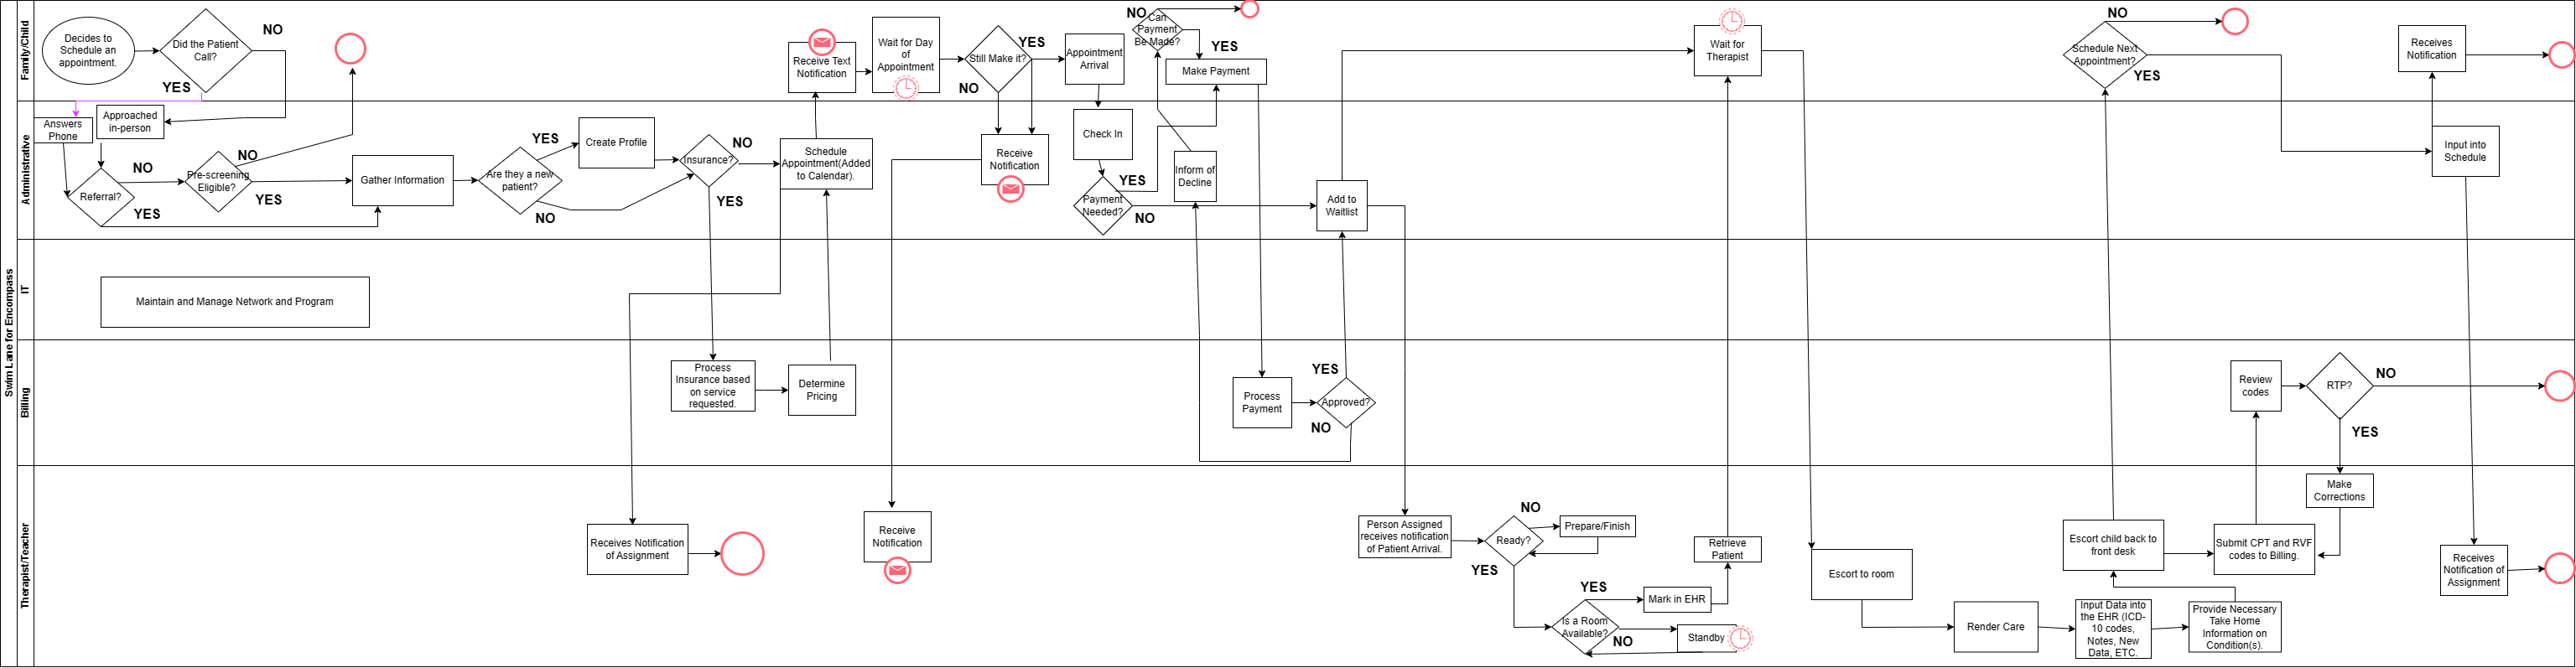 Swim Lane for Encompass
Family/Child
Decides to
Schedule an
appointment.
Did the Patient
Call?
NO
YES
Receive Text
Notification
Wait for Day
of
Appointment
Still Make it?
YES
NO
Appointment
Arrival
NO
Can
Payment
Be Made?
YES
Make Payment
Wait for
Therapist
NO
Schedule Next
Appointment?
YES
Receives
Notification
Administrative
Answers
Phone
Approached
in-person
Referral?
NO
YES
Pre-screening
Eligible?
NO
YES
Gather Information
Are they a new
patient?
YES
NO
Create Profile
Insurance?
NO
YES
Schedule
Appointment(Added
to Calendar).
Receive
Notification
Check In
Payment
Needed?
YES
NO
Inform of
Decline
Add to
Waitlist
Input into
Schedule
IT
Maintain and Manage Network and Program
Billing
Process
Insurance based
on service
requested.
Determine
Pricing
Process
Payment
Approved?
YES
NO
Review
codes
RTP?
NO
YES
Therapist/Teacher
Receives Notification
of Assignment
Receive
Notification
Person Assigned
receives notification
of Patient Arrival.
Ready?
NO
YES
Prepare/Finish
Is a Room
Available?
YES
NO
Mark in EHR
Standby
Retrieve
Patient
Escort to room
Render Care
Input Data into
the EHR (ICD-
10 codes,
Notes, New
Data, ETC.
Provide Necessary
Take Home
Information on
Condition(s).
Escort child back to
front desk
Submit CPT and RVF
codes to Billing.
Make
Corrections
Receives
Notification of
Assignment